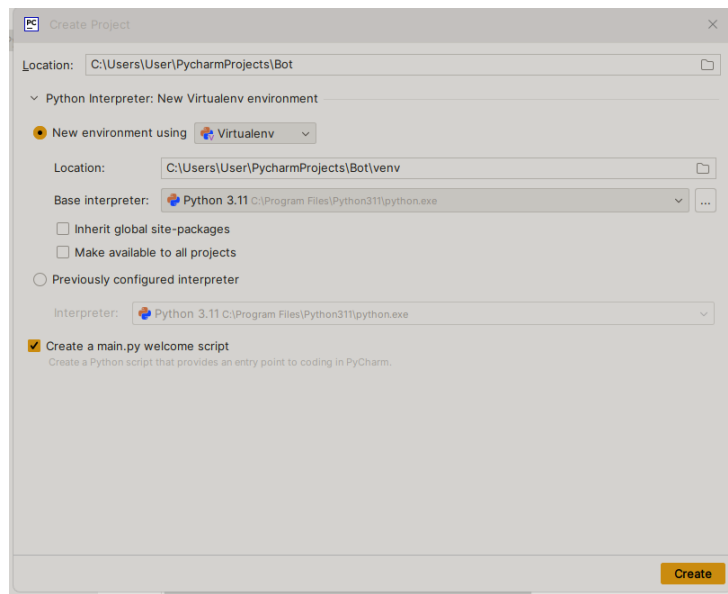 PC Create Project
Location: C:\Users\User\PycharmProjects\Bot
Python Interpreter: New Virtualenv environment
New environment using Virtualenv
Location: C:\Users\User\PycharmProjects\Bot\venv
Base interpreter: Python 3.11 C:\Program Files\Python311\python.exe ...
Inherit global site-packages
Make available to all projects
Previously configured interpreter
Interpreter: Python 3.11 C:\Program Files\Python311\python.exe
Create a main.py welcome script
Create a Python script that provides an entry point to coding in PyCharm.
Create